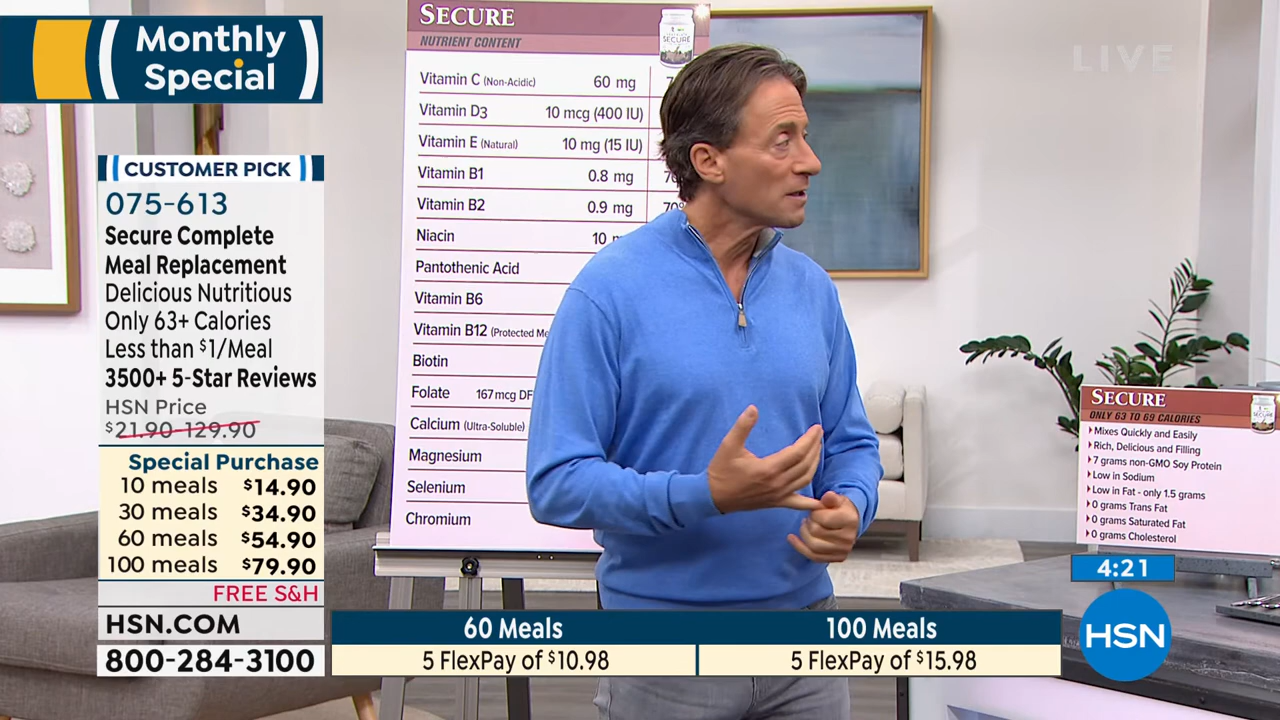 Monthly
Special
CUSTOMER PICK
075-613
Secure Complete
Meal Replacement
Delicious Nutritious
Only 63+ Calories
Less than $1/Meal
3500+ 5-Star Reviews
HSN Price
$21.90-129.90
Special Purchase
10 meals $14.90
30 meals $34.90
60 meals $54.90
100 meals $79.90
FREE S&H
HSN.COM
800-284-3100
SECURE
NUTRIENT CONTENT
SECURE
Vitamin C (Non-Acidic) 60 mg
Vitamin D3 10 mcg (400 IU)
Vitamin E (Natural) 10 mg (15 IU)
Vitamin B1 0.8 mg
Vitamin B2 0.9 mg 70%
Niacin 10
Pantothenic Acid
Vitamin B6
Vitamin B12 (Protected
Biotin
Folate 167 mcg
Calcium (Ultra-Soluble)
Magnesium
Selenium
Chromium
LIVE
SECURE
ONLY 63 TO 69 CALORIES
Mixes Quickly and Easily
Rich, Delicious and Filling
7 grams non-GMO Soy Protein
Low in Sodium
Low in Fat - only 1.5 grams
0 grams Trans Fat
0 grams Saturated Fat
0 grams Cholesterol
4:21
HSN
60 Meals 100 Meals
5 FlexPay of $10.98 5 FlexPay of $15.98